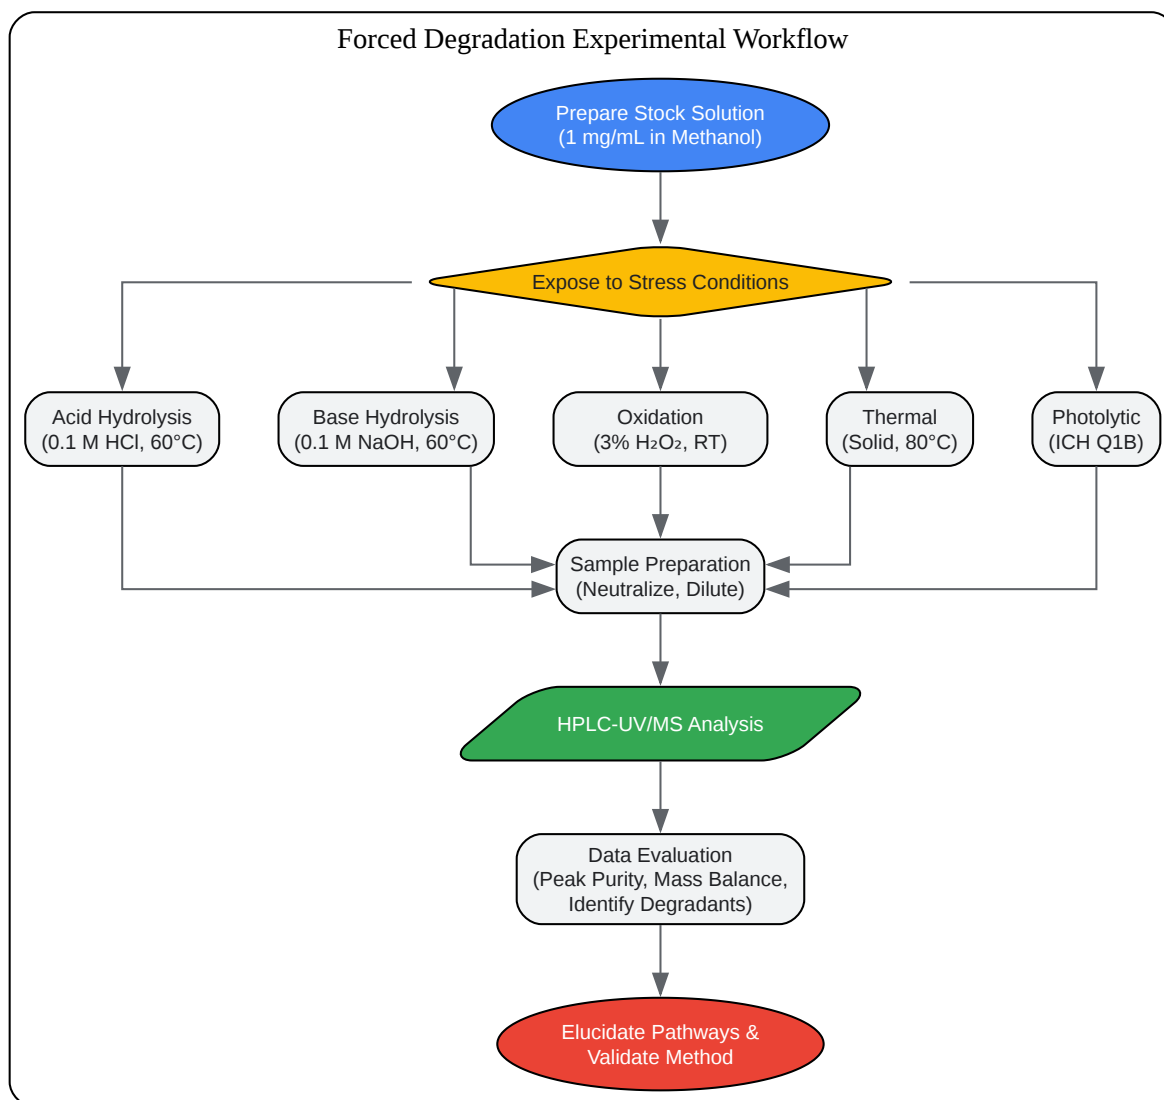 Forced Degradation Experimental Workflow
Prepare Stock Solution
(1 mg/mL in Methanol)
Expose to Stress Conditions
Acid Hydrolysis
(0.1 M HCl, 60°C)
Base Hydrolysis
(0.1 M NaOH, 60°C)
Oxidation
(3% H₂O₂, RT)
Thermal
(Solid, 80°C)
Photolytic
(ICH Q1B)
Sample Preparation
(Neutralize, Dilute)
HPLC-UV/MS Analysis
Data Evaluation
(Peak Purity, Mass Balance,
Identify Degradants)
Elucidate Pathways &
Validate Method